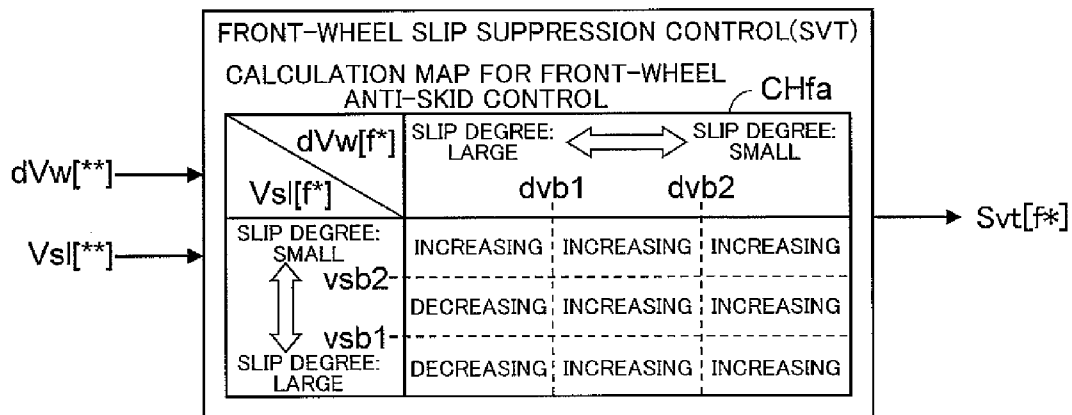 FRONT-WHEEL SLIP SUPPRESSION CONTROL(SVT)
CALCULATION MAP FOR FRONT-WHEEL
ANTI-SKID CONTROL
CHfa
dVw[f*]
Vsl[f*]
SLIP DEGREE:
LARGE
SLIP DEGREE:
SMALL
dvb1
dvb2
dVw[**]
Vsl[**]
Svt[f*]
SLIP DEGREE:
SMALL
vsb2
vsb1
SLIP DEGREE:
LARGE
INCREASING INCREASING INCREASING
DECREASING INCREASING INCREASING
DECREASING INCREASING INCREASING